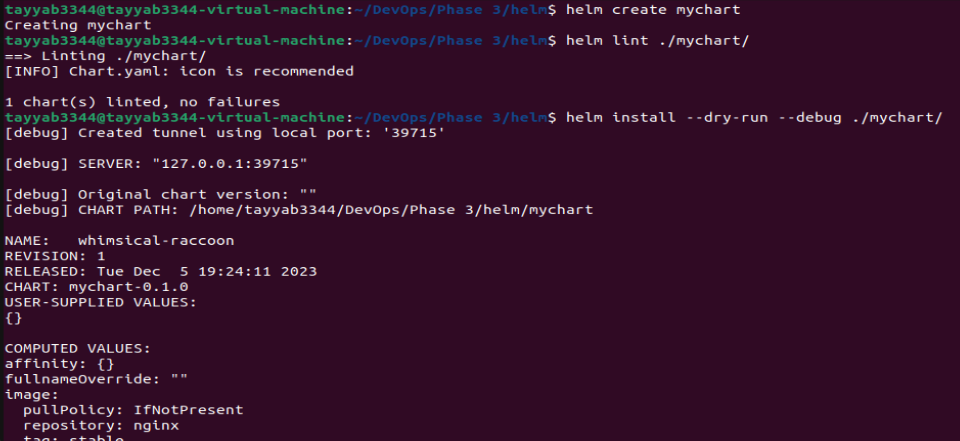 tayyab3344@tayyab3344-virtual-machine:~/DevOps/Phase 3/helm$ helm create mychart
Creating mychart
tayyab3344@tayyab3344-virtual-machine:~/DevOps/Phase 3/helm$ helm lint ./mychart/
==> Linting ./mychart/
[INFO] Chart.yaml: icon is recommended
1 chart(s) linted, no failures
tayyab3344@tayyab3344-virtual-machine:~/DevOps/Phase 3/helm$ helm install --dry-run --debug ./mychart/
[debug] Created tunnel using local port: '39715'
[debug] SERVER: "127.0.0.1:39715"
[debug] Original chart version: ""
[debug] CHART PATH: /home/tayyab3344/DevOps/Phase 3/helm/mychart
NAME:   whimsical-raccoon
REVISION: 1
RELEASED: Tue Dec  5 19:24:11 2023
CHART: mychart-0.1.0
USER-SUPPLIED VALUES:
{}
COMPUTED VALUES:
affinity: {}
fullnameOverride: ""
image:
  pullPolicy: IfNotPresent
  repository: nginx
  tag: stable